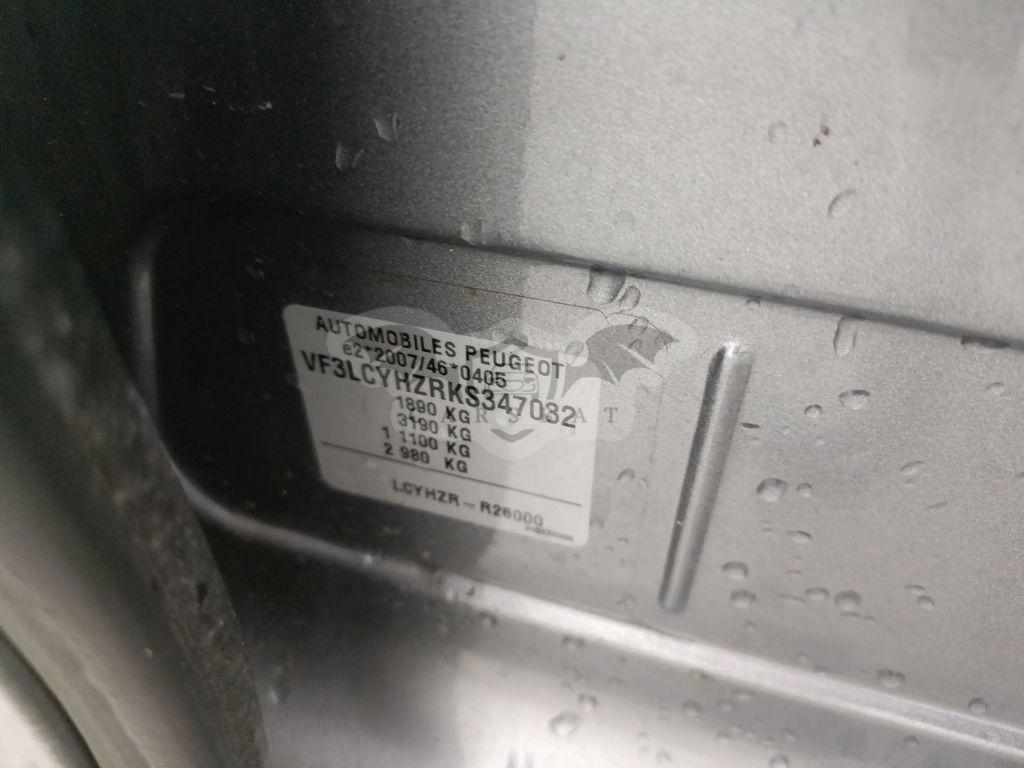 AUTOMOBILES PEUGEOT
e2*2007/46*0405
VF3LCYHZRKS347032
1890 KG
3190 KG
1 1100 KG
2 980 KG
LCYHZR - R26000